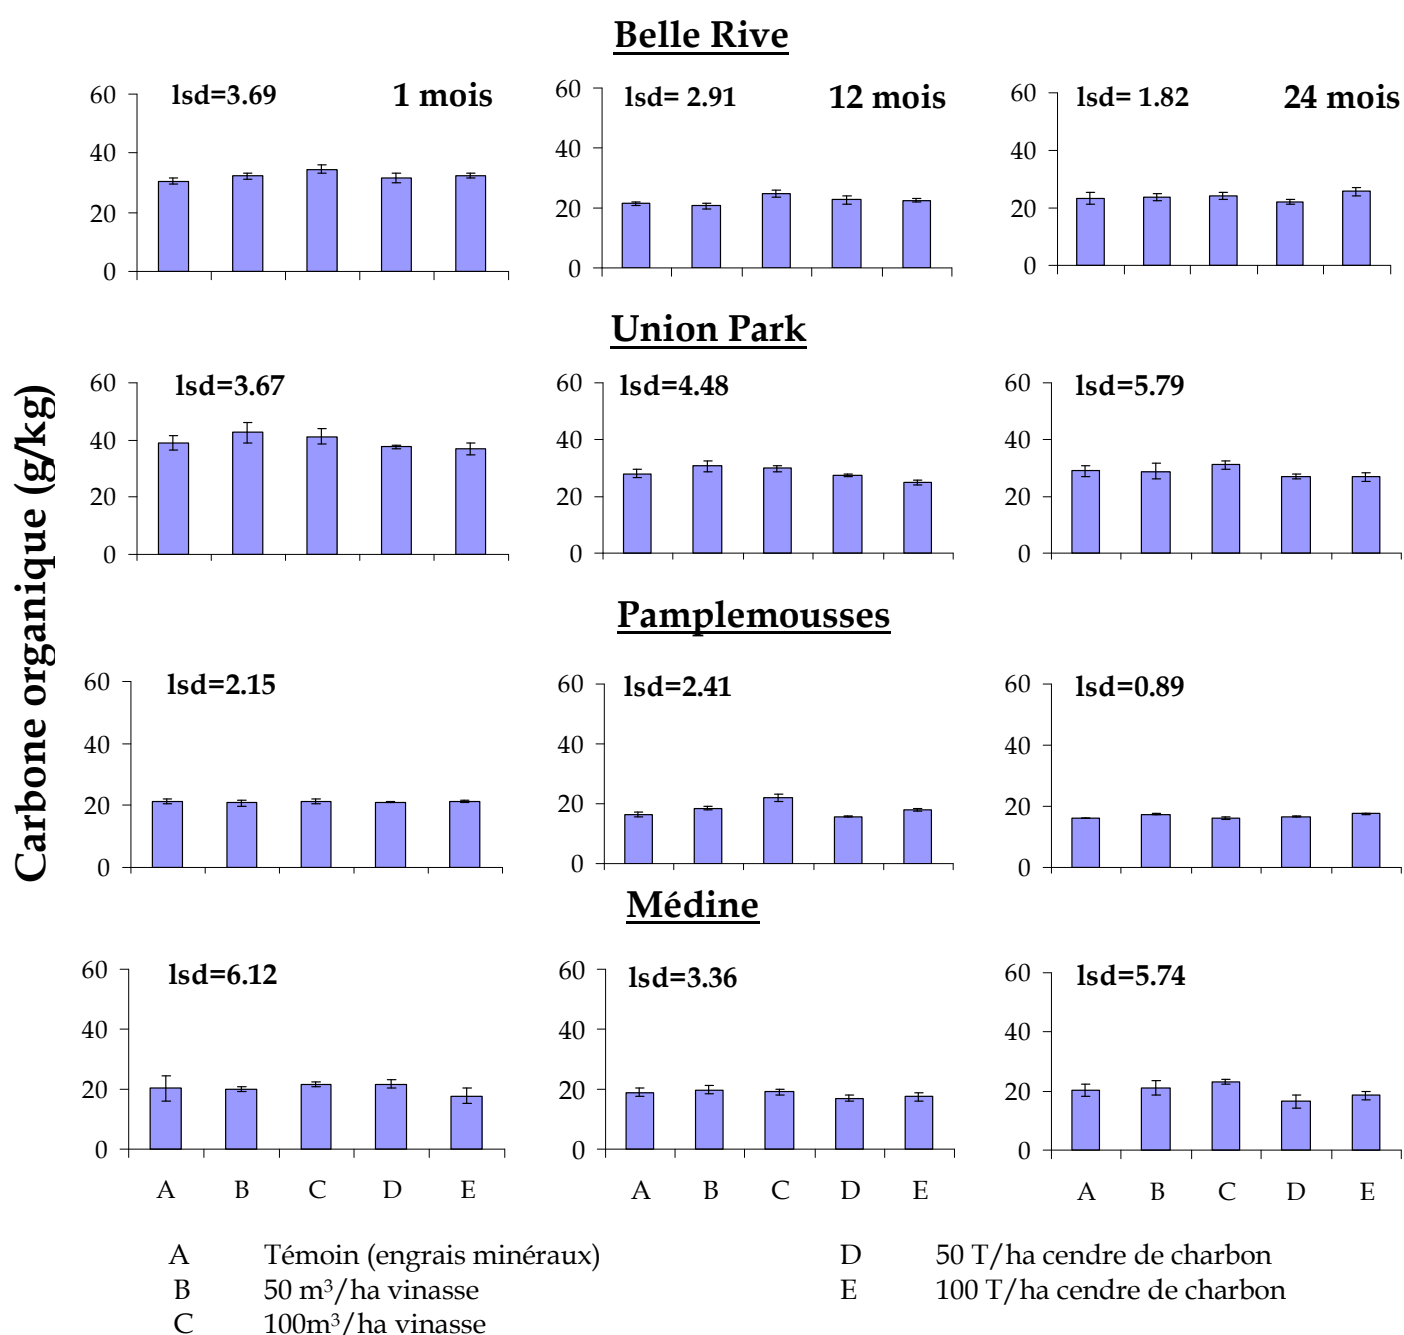 Belle Rive
lsd=3.69 1 mois
60
40
20
0
lsd= 2.91 12 mois
60
40
20
0
lsd= 1.82 24 mois
60
40
20
0
Carbone organique (g/kg)
Union Park
lsd=3.67
60
40
20
0
lsd=4.48
60
40
20
0
lsd=5.79
60
40
20
0
Pamplemousses
lsd=2.15
60
40
20
0
lsd=2.41
60
40
20
0
lsd=0.89
60
40
20
0
Médine
lsd=6.12
60
40
20
0
A B C D E
lsd=3.36
60
40
20
0
A B C D E
lsd=5.74
60
40
20
0
A B C D E
A Témoin (engrais minéraux)
B 50 m³/ha vinasse
C 100m³/ha vinasse
D 50 T/ha cendre de charbon
E 100 T/ha cendre de charbon